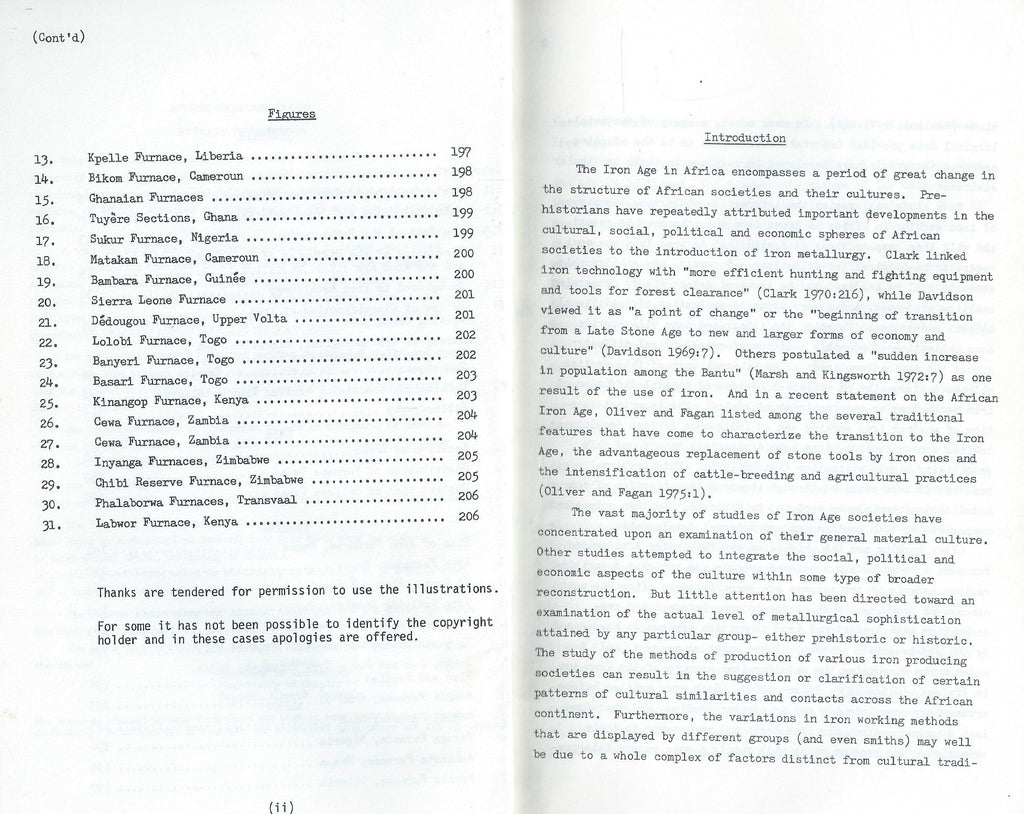 (Cont'd)
Figures
13. Kpelle Furnace, Liberia .................................. 197
14. Bikom Furnace, Cameroun .................................. 198
15. Ghanaian Furnaces ........................................ 198
16. Tuyère Sections, Ghana ................................... 199
17. Sukur Furnace, Nigeria ................................... 199
18. Matakam Furnace, Cameroun ................................ 200
19. Bambara Furnace, Guinée .................................. 200
20. Sierra Leone Furnace ..................................... 201
21. Dédougou Furnace, Upper Volta ............................ 201
22. Lolobi Furnace, Togo ..................................... 202
23. Banyeri Furnace, Togo .................................... 202
24. Basari Furnace, Togo ..................................... 203
25. Kinangop Furnace, Kenya .................................. 203
26. Cewa Furnace, Zambia ..................................... 204
27. Cewa Furnace, Zambia ..................................... 204
28. Inyanga Furnaces, Zimbabwe ............................... 205
29. Chibi Reserve Furnace, Zimbabwe .......................... 205
30. Phalaborwa Furnaces, Transvaal ........................... 206
31. Labwor Furnace, Kenya .................................... 206
Thanks are tendered for permission to use the illustrations.
For some it has not been possible to identify the copyright
holder and in these cases apologies are offered.
(ii)
Introduction
The Iron Age in Africa encompasses a period of great change in
the structure of African societies and their cultures. Pre-
historians have repeatedly attributed important developments in the
cultural, social, political and economic spheres of African
societies to the introduction of iron metallurgy. Clark linked
iron technology with "more efficient hunting and fighting equipment
and tools for forest clearance" (Clark 1970:216), while Davidson
viewed it as "a point of change" or the "beginning of transition
from a Late Stone Age to new and larger forms of economy and
culture" (Davidson 1969:7). Others postulated a "sudden increase
in population among the Bantu" (Marsh and Kingsworth 1972:7) as one
result of the use of iron. And in a recent statement on the African
Iron Age, Oliver and Fagan listed among the several traditional
features that have come to characterize the transition to the Iron
Age, the advantageous replacement of stone tools by iron ones and
the intensification of cattle-breeding and agricultural practices
(Oliver and Fagan 1975:1).
The vast majority of studies of Iron Age societies have
concentrated upon an examination of their general material culture.
Other studies attempted to integrate the social, political and
economic aspects of the culture within some type of broader
reconstruction. But little attention has been directed toward an
examination of the actual level of metallurgical sophistication
attained by any particular group- either prehistoric or historic.
The study of the methods of production of various iron producing
societies can result in the suggestion or clarification of certain
patterns of cultural similarities and contacts across the African
continent. Furthermore, the variations in iron working methods
that are displayed by different groups (and even smiths) may well
be due to a whole complex of factors distinct from cultural tradi-